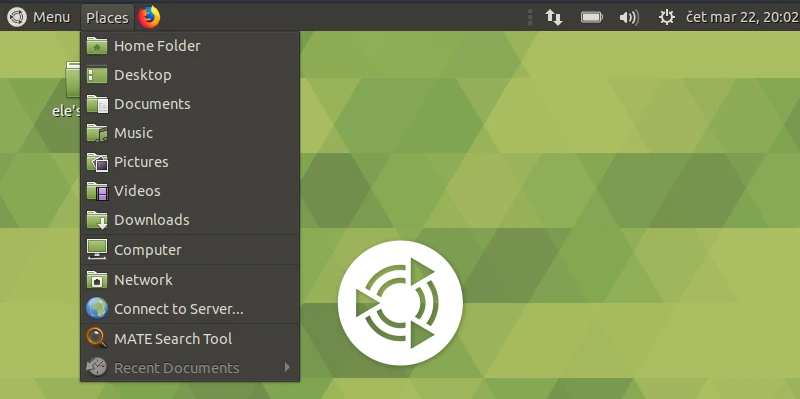 Menu Places čet mar 22, 20:02
Home Folder
Desktop
ele's
Documents
Music
Pictures
Videos
Downloads
Computer
Network
Connect to Server...
MATE Search Tool
Recent Documents